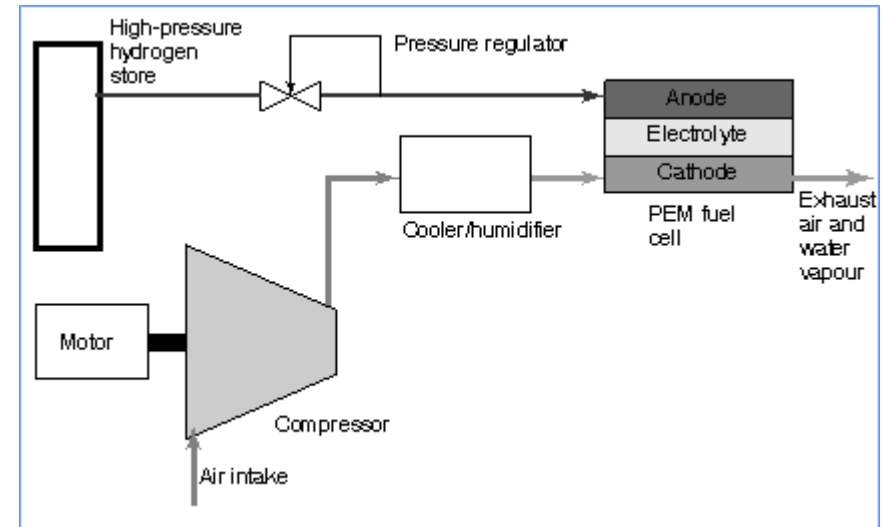 High-pressure
hydrogen
store
Pressure regulator
Anode
Electrolyte
Cathode
Cooler/humidifier
PEM fuel
cell
Exhaust
air and
water
vapour
Motor
Compressor
Air intake